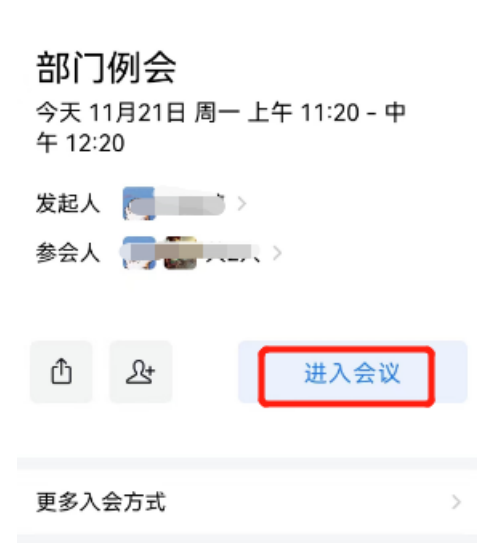 部门例会
今天 11月21日 周一 上午 11:20 - 中
午 12:20
发起人
参会人
进入会议
更多入会方式